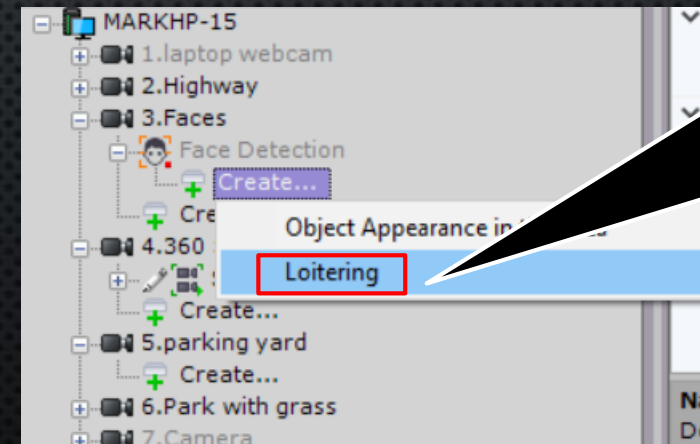 MARKHP-15
1.laptop webcam
2.Highway
3.Faces
Face Detection
Create...
Cre
Object Appearance in
4.360
Loitering
Create...
5.parking yard
Create...
6.Park with grass
7.Camera